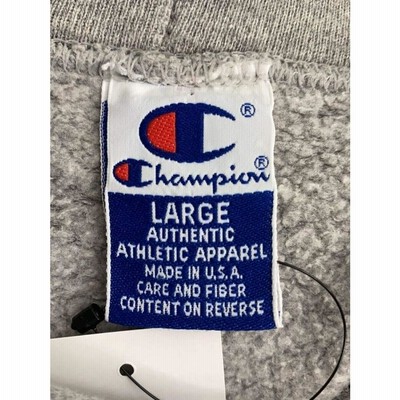 ®
Champion®
LARGE
AUTHENTIC
ATHLETIC APPAREL
MADE IN U.S.A.
CARE AND FIBER
CONTENT ON REVERSE